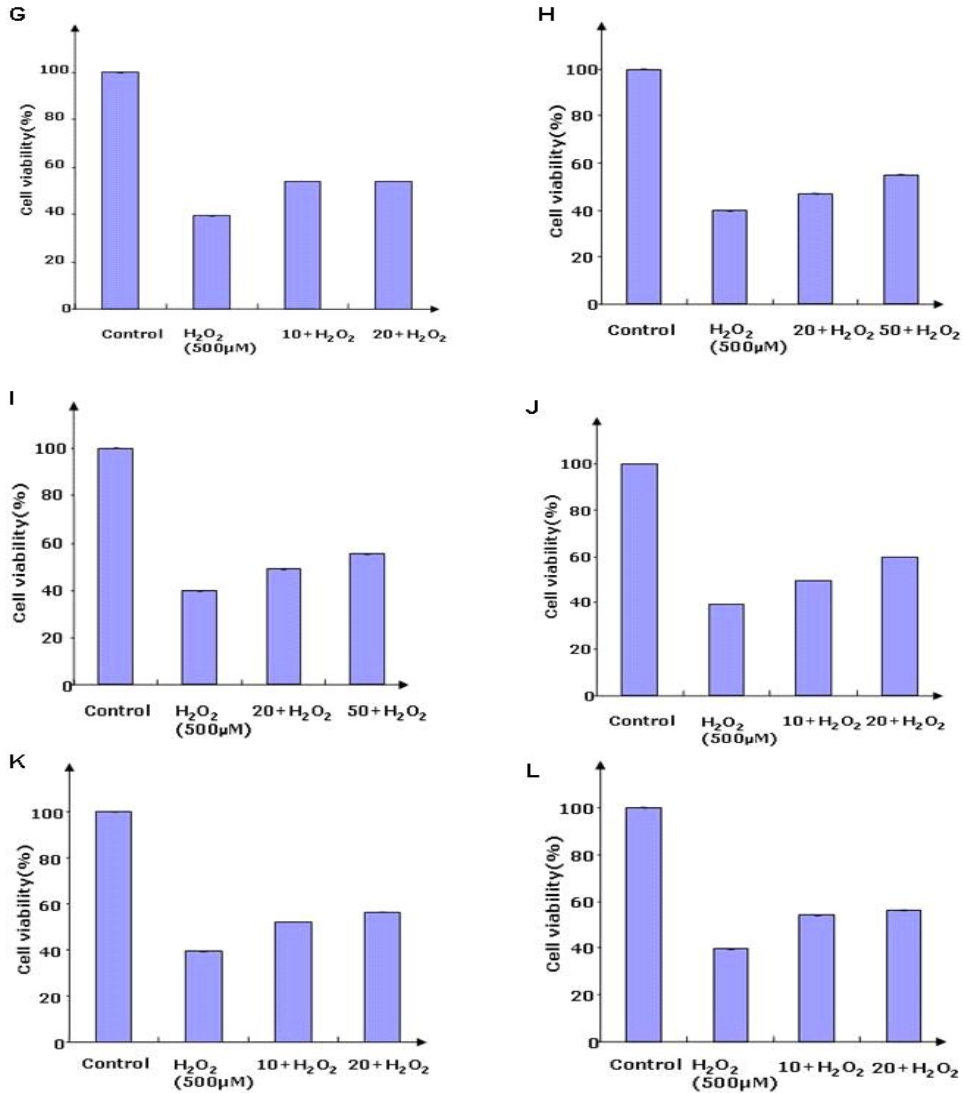 G
Cell viability(%)
100
80
60
40
20
0
Control
H₂O₂
(500μM)
10+H₂O₂
20+H₂O₂
H
Cell viability(%)
100
80
60
40
20
0
Control
H₂O₂
(500μM)
20+H₂O₂
50+H₂O₂
I
Cell viability(%)
100
80
60
40
20
0
Control
H₂O₂
(500μM)
20+H₂O₂
50+H₂O₂
J
Cell viability(%)
100
80
60
40
20
0
Control
H₂O₂
(500μM)
10+H₂O₂
20+H₂O₂
K
Cell viability(%)
100
80
60
40
20
0
Control
H₂O₂
(500μM)
10+H₂O₂
20+H₂O₂
L
Cell viability(%)
100
80
60
40
20
0
Control
H₂O₂
(500μM)
10+H₂O₂
20+H₂O₂